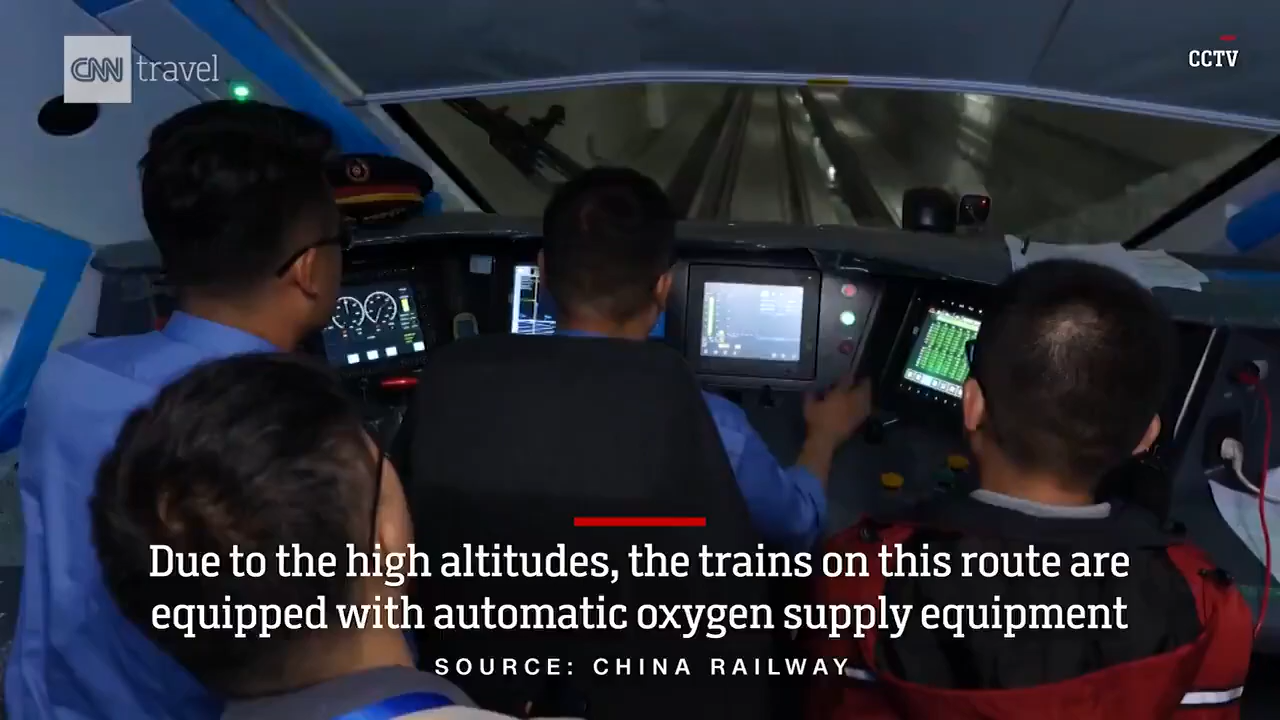 CNN travel
CCTV
Due to the high altitudes, the trains on this route are
equipped with automatic oxygen supply equipment
SOURCE: CHINA RAILWAY